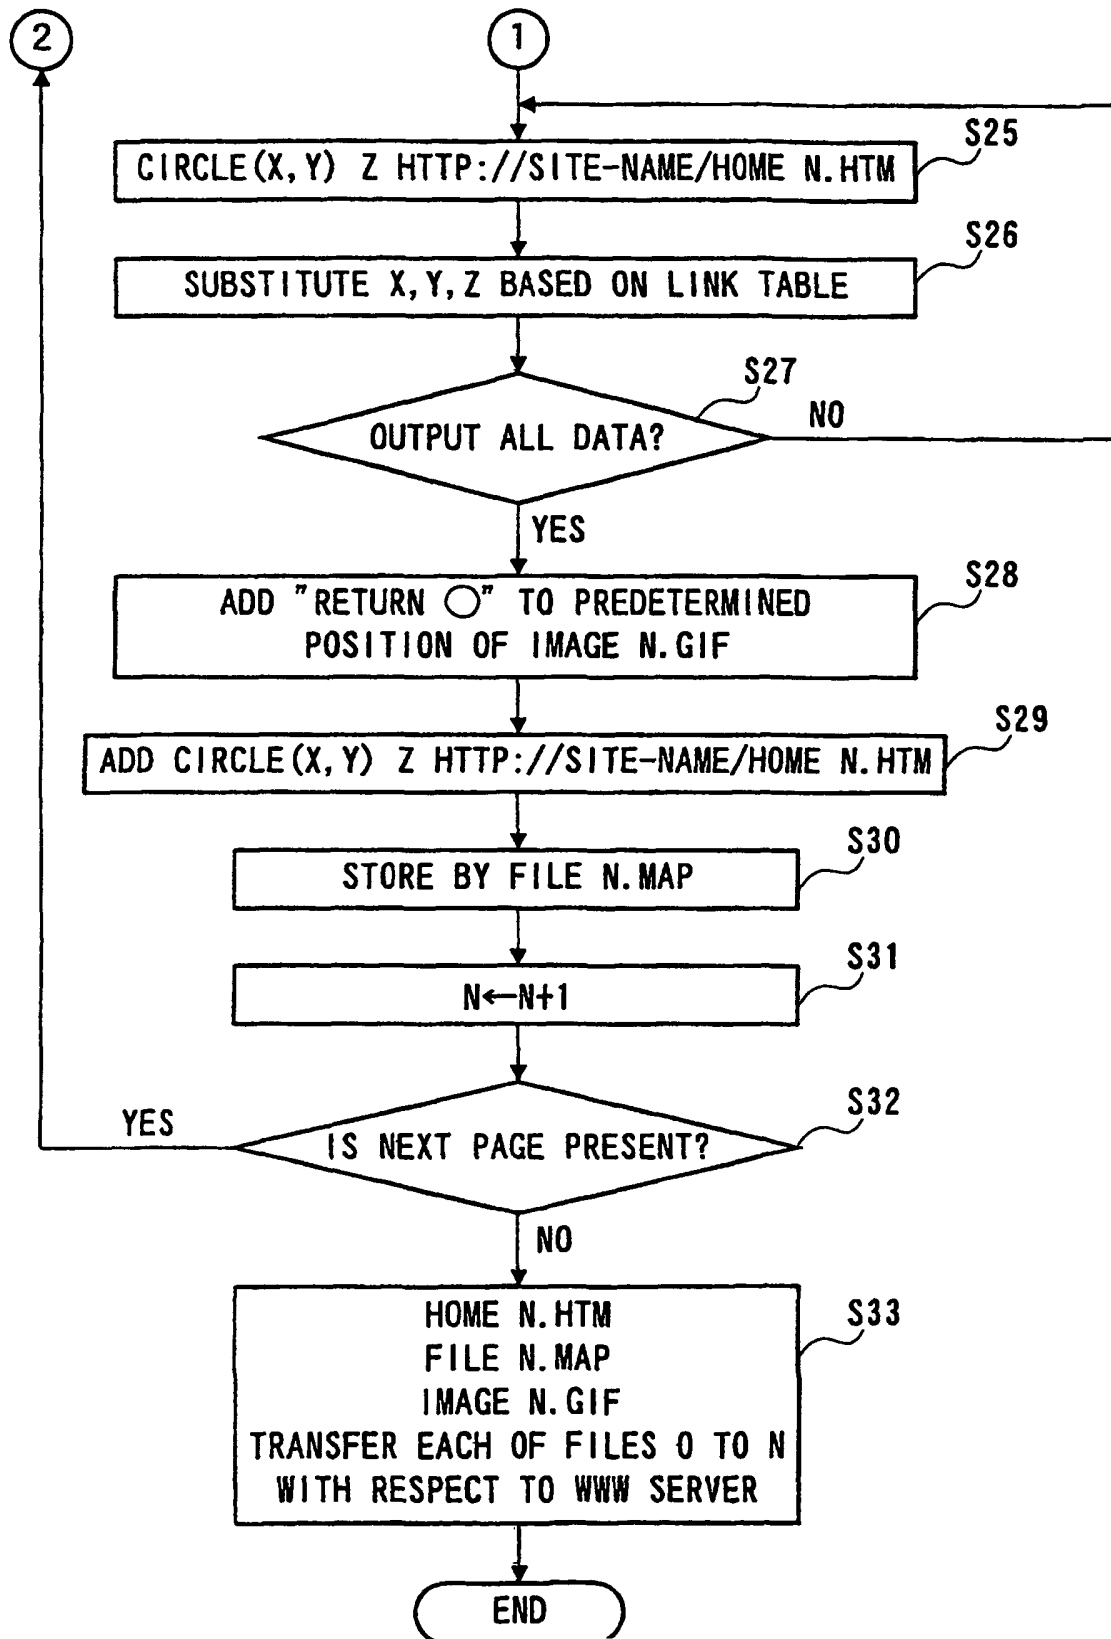 2
1
S25
CIRCLE(X,Y) Z HTTP://SITE-NAME/HOME N.HTM
S26
SUBSTITUTE X,Y,Z BASED ON LINK TABLE
S27
OUTPUT ALL DATA?
NO
YES
S28
ADD "RETURN ○" TO PREDETERMINED
POSITION OF IMAGE N.GIF
S29
ADD CIRCLE(X,Y) Z HTTP://SITE-NAME/HOME N.HTM
S30
STORE BY FILE N.MAP
S31
N←N+1
S32
YES
IS NEXT PAGE PRESENT?
NO
S33
HOME N.HTM
FILE N.MAP
IMAGE N.GIF
TRANSFER EACH OF FILES 0 TO N
WITH RESPECT TO WWW SERVER
END